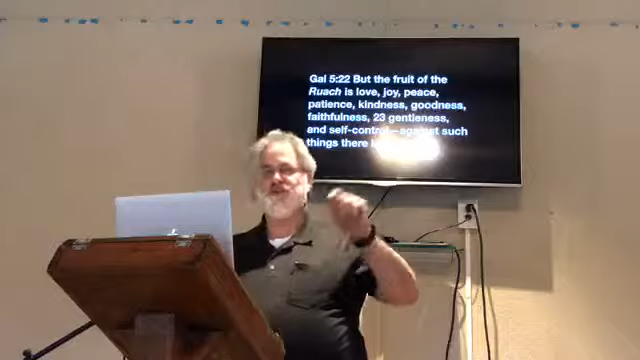 Gal 5:22 But the fruit of the
Ruach is love, joy, peace,
patience, kindness, goodness,
faithfulness, 23 gentleness,
and self-control—against such
things there